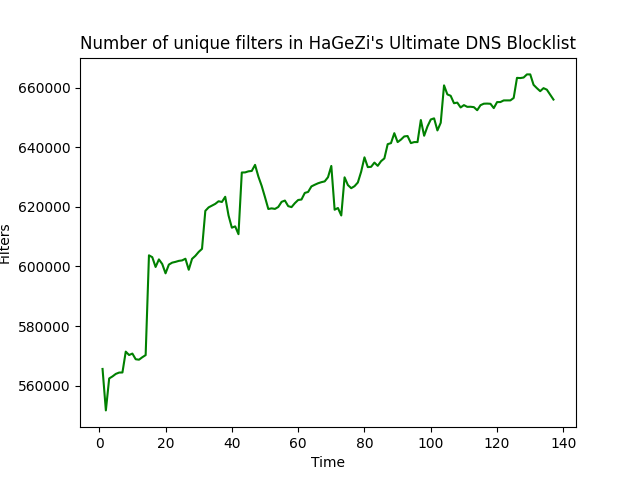 Number of unique filters in HaGeZi's Ultimate DNS Blocklist
660000
640000
620000
600000
580000
560000
Filters
0 20 40 60 80 100 120 140
Time